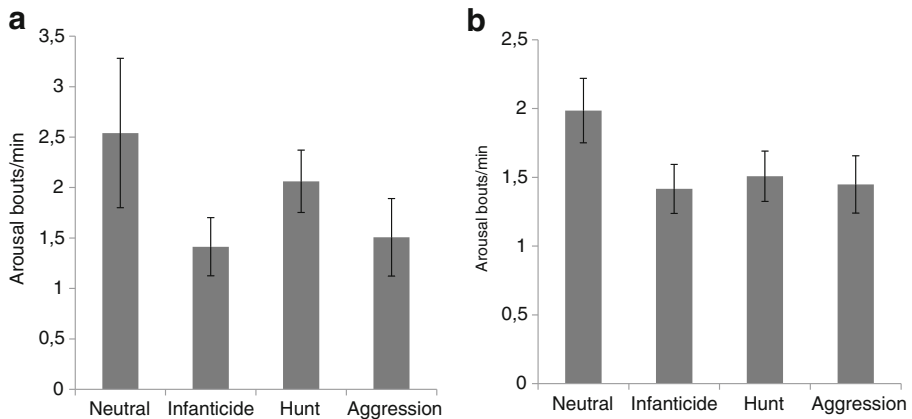 a
3,5
3
2,5
2
1,5
1
0,5
0
Arousal bouts/min
Neutral Infanticide Hunt Aggression
b
2,5
2
1,5
1
0,5
0
Arousal bouts/min
Neutral Infanticide Hunt Aggression